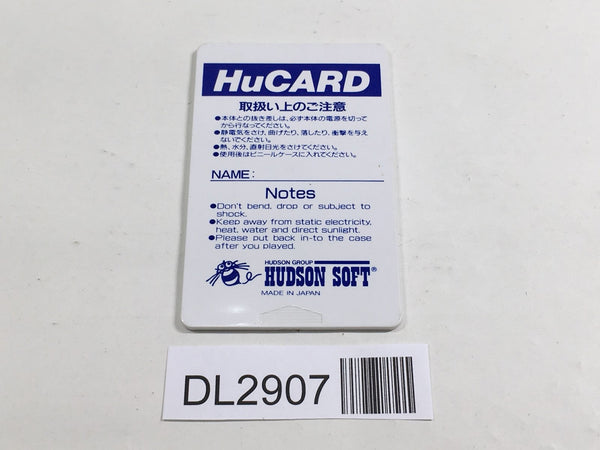 HuCARD
取扱い上のご注意
●本体との抜き差しは、必ず本体の電源を切って
から行なってください。
●静電気をさけ、曲げたり、落したり、衝撃を与え
ないでください。
●熱、水分、直射日光をさけてください。
●使用後はビニールケースに入れてください。
NAME:
Notes
●Don't bend, drop or subject to
shock.
●Keep away from static electricity,
heat, water and direct sunlight.
●Please put back in-to the case
after you played.
HUDSON GROUP
HUDSON SOFT®
MADE IN JAPAN
DL2907